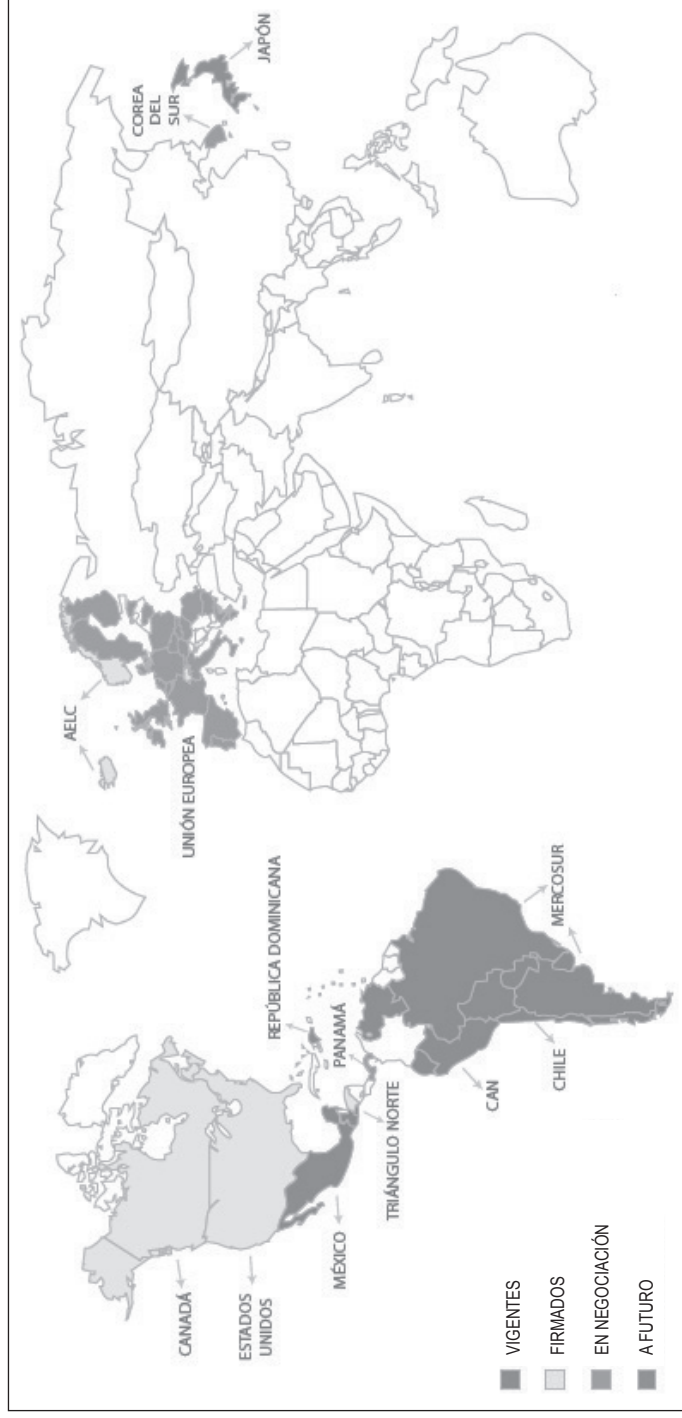 CANADÁ
ESTADOS
UNIDOS
MÉXICO
TRIÁNGULO NORTE
PANAMÁ
REPÚBLICA DOMINICANA
CAN
CHILE
MERCOSUR
AELC
UNIÓN EUROPEA
COREA
DEL
SUR
JAPÓN
VIGENTES
FIRMADOS
EN NEGOCIACIÓN
A FUTURO